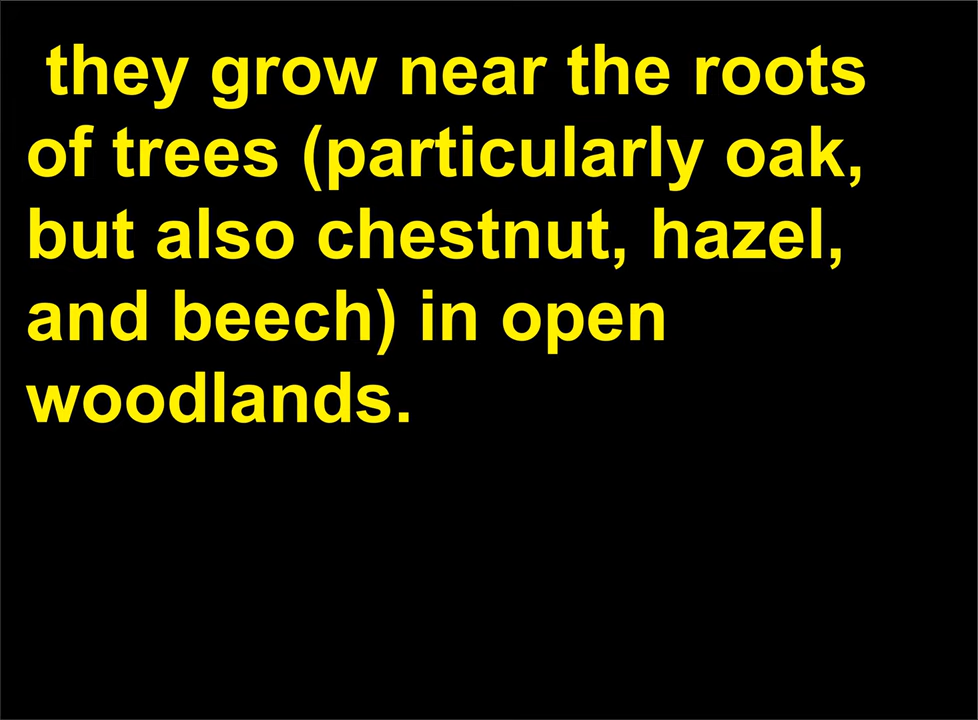 they grow near the roots
of trees (particularly oak,
but also chestnut, hazel,
and beech) in open
woodlands.